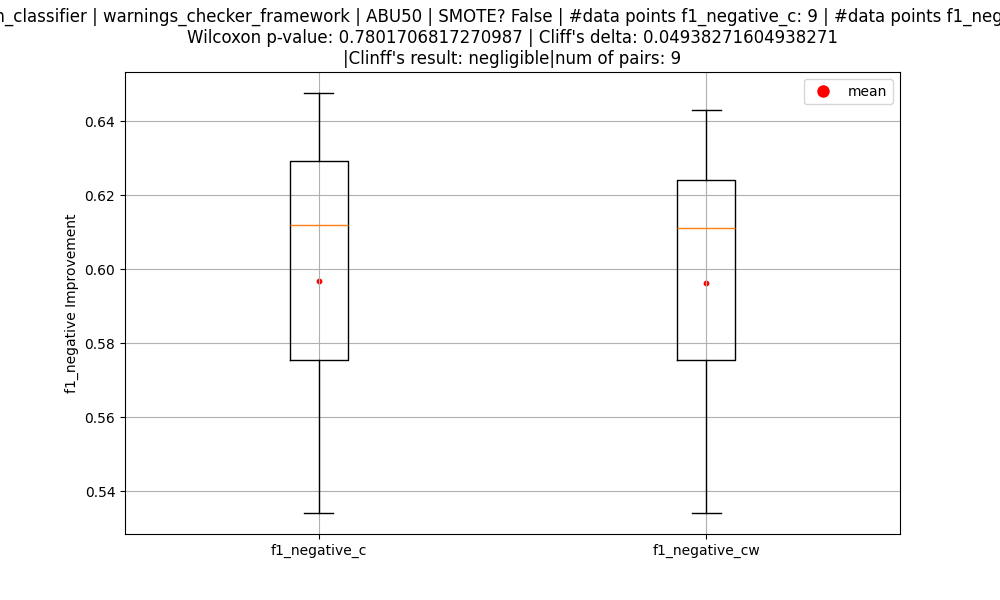 _classifier | warnings_checker_framework | ABU50 | SMOTE? False | #data points f1_negative_c: 9 | #data points
Wilcoxon p-value: 0.7801706817270987 | Cliff's delta: 0.04938271604938271
|Clinff's result: negligible|num of pairs: 9
mean
0.64
0.62
0.60
0.58
0.56
0.54
f1_negative Improvement
f1_negative_c
f1_negative_cw